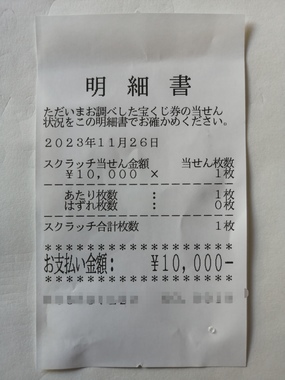 明細書
ただいまお調べした宝くじ券の当せん
状況をこの明細書でお確かめください。
2023年11月26日
スクラッチ当せん金額 当せん枚数
¥10,000 × 1枚
あたり枚数 : 1枚
はずれ枚数 : 0枚
スクラッチ合計枚数 1枚
********************
お支払い金額: ¥10,000-
********************